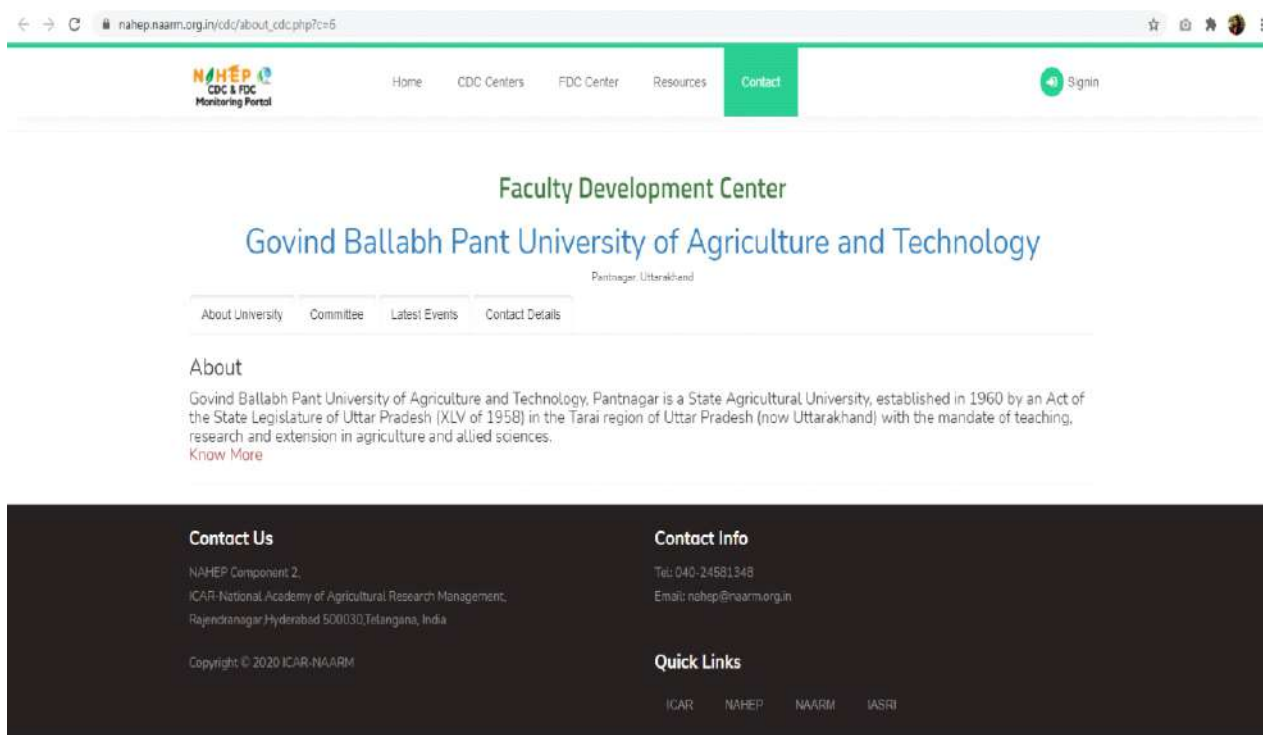 nahep.naarm.org.in/cdc/about_cdc.php?c=6
NAHEP
CDC & FDC
Monitoring Portal
Home
CDC Centers
FDC Center
Resources
Contact
Signin
Faculty Development Center
Govind Ballabh Pant University of Agriculture and Technology
Pantnagar, Uttarakhand
About University
Committee
Latest Events
Contact Details
About
Govind Ballabh Pant University of Agriculture and Technology, Pantnagar is a State Agricultural University, established in 1960 by an Act of
the State Legislature of Uttar Pradesh (XLV of 1958) in the Tarai region of Uttar Pradesh (now Uttarakhand) with the mandate of teaching,
research and extension in agriculture and allied sciences.
Know More
Contact Us
NAHEP Component 2,
ICAR-National Academy of Agricultural Research Management,
Rajendranagar,Hyderabad 500030,Telangana, India
Copyright © 2020 ICAR-NAARM
Contact Info
Tel: 040-24581348
Email: nahep@naarm.org.in
Quick Links
ICAR
NAHEP
NAARM
IASRI